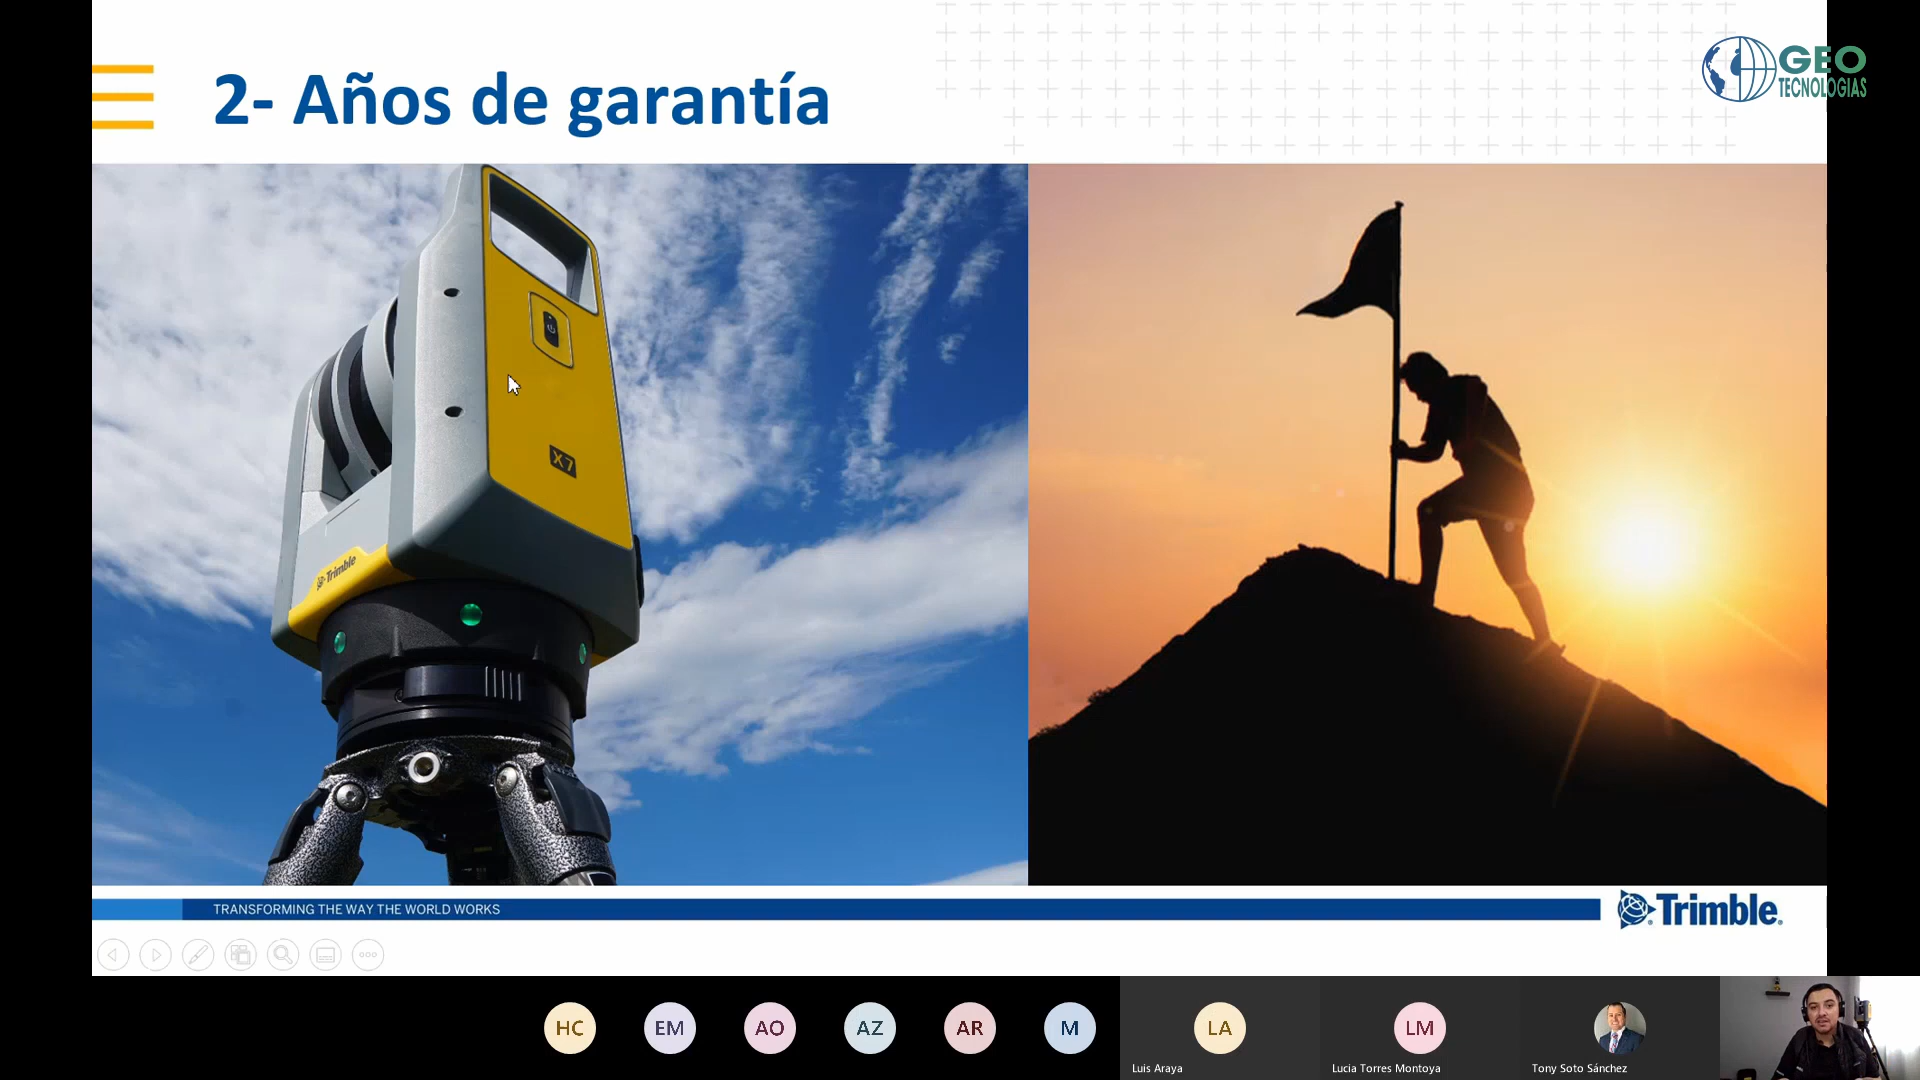 2- Años de garantía
GEO
TECNOLOGIAS
X7
Trimble
TRANSFORMING THE WAY THE WORLD WORKS
Trimble
HC
EM
AO
AZ
AR
M
LA
LM
Luis Araya
Lucia Torres Montoya
Tony Soto Sánchez